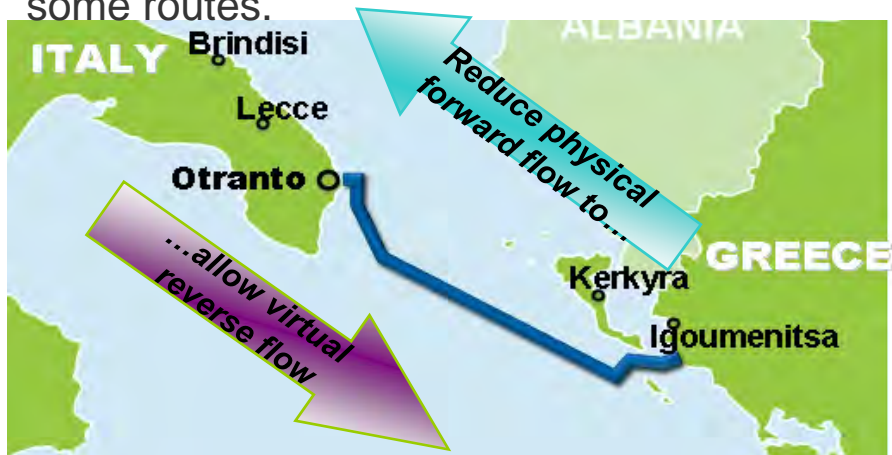 some routes.
ALBANIA
ITALY
Brindisi
Lecce
Otranto
Reduce physical
forward flow to...
GREECE
...allow virtual
reverse flow
Kerkyra
Igoumenitsa